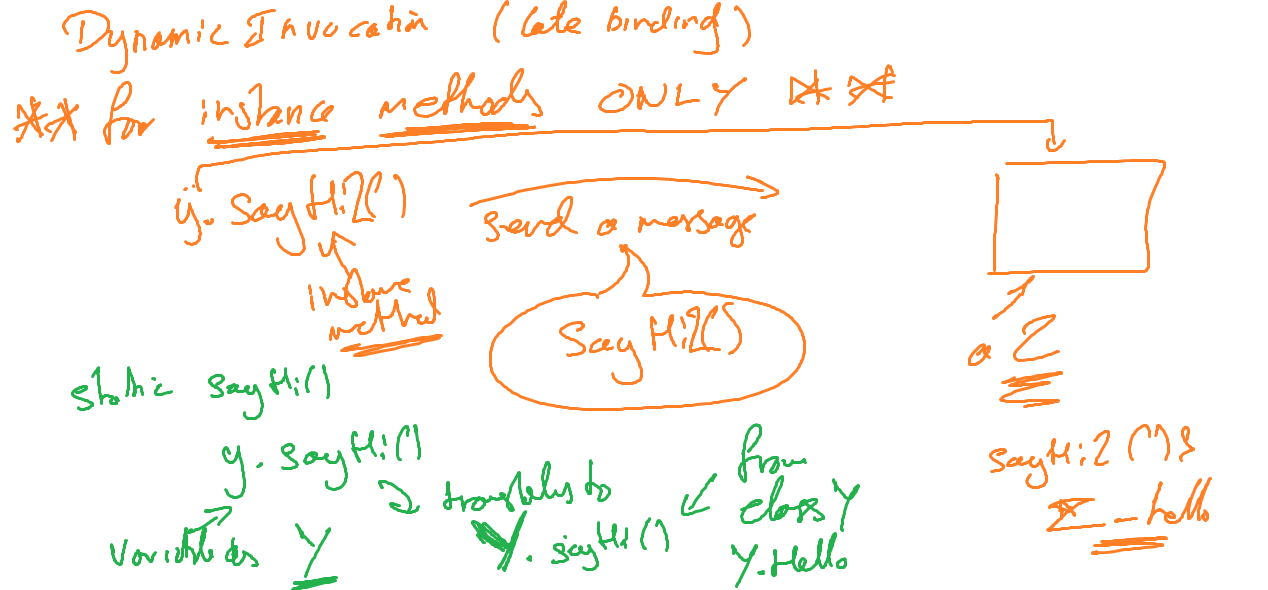 Dynamic Invocation (late binding)
** for instance methods ONLY **
y.sayHi2()
send a message
instance
method
SayHi2()
a Z
static sayHi()
y.sayHi()
variable as Y
translates to
Y.sayHi()
from
class Y
Y.Hello
sayHi2(){
Z_hello